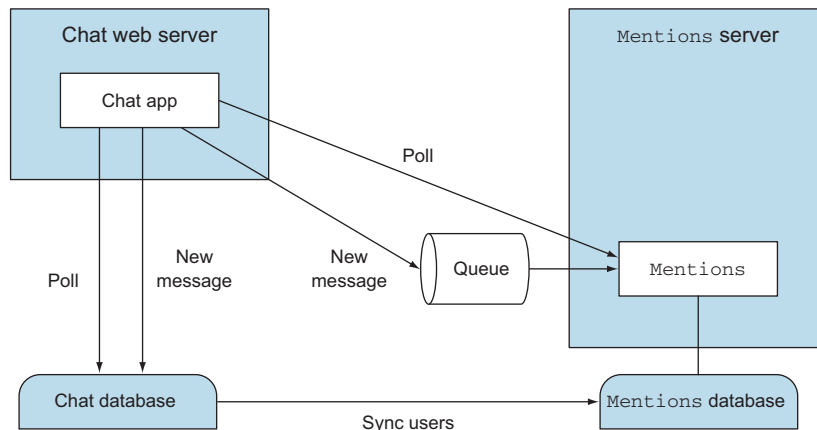 Chat web server
Mentions server
Chat app
Poll
Poll
New
message
New
message
Queue
Mentions
Chat database
Sync users
Mentions database